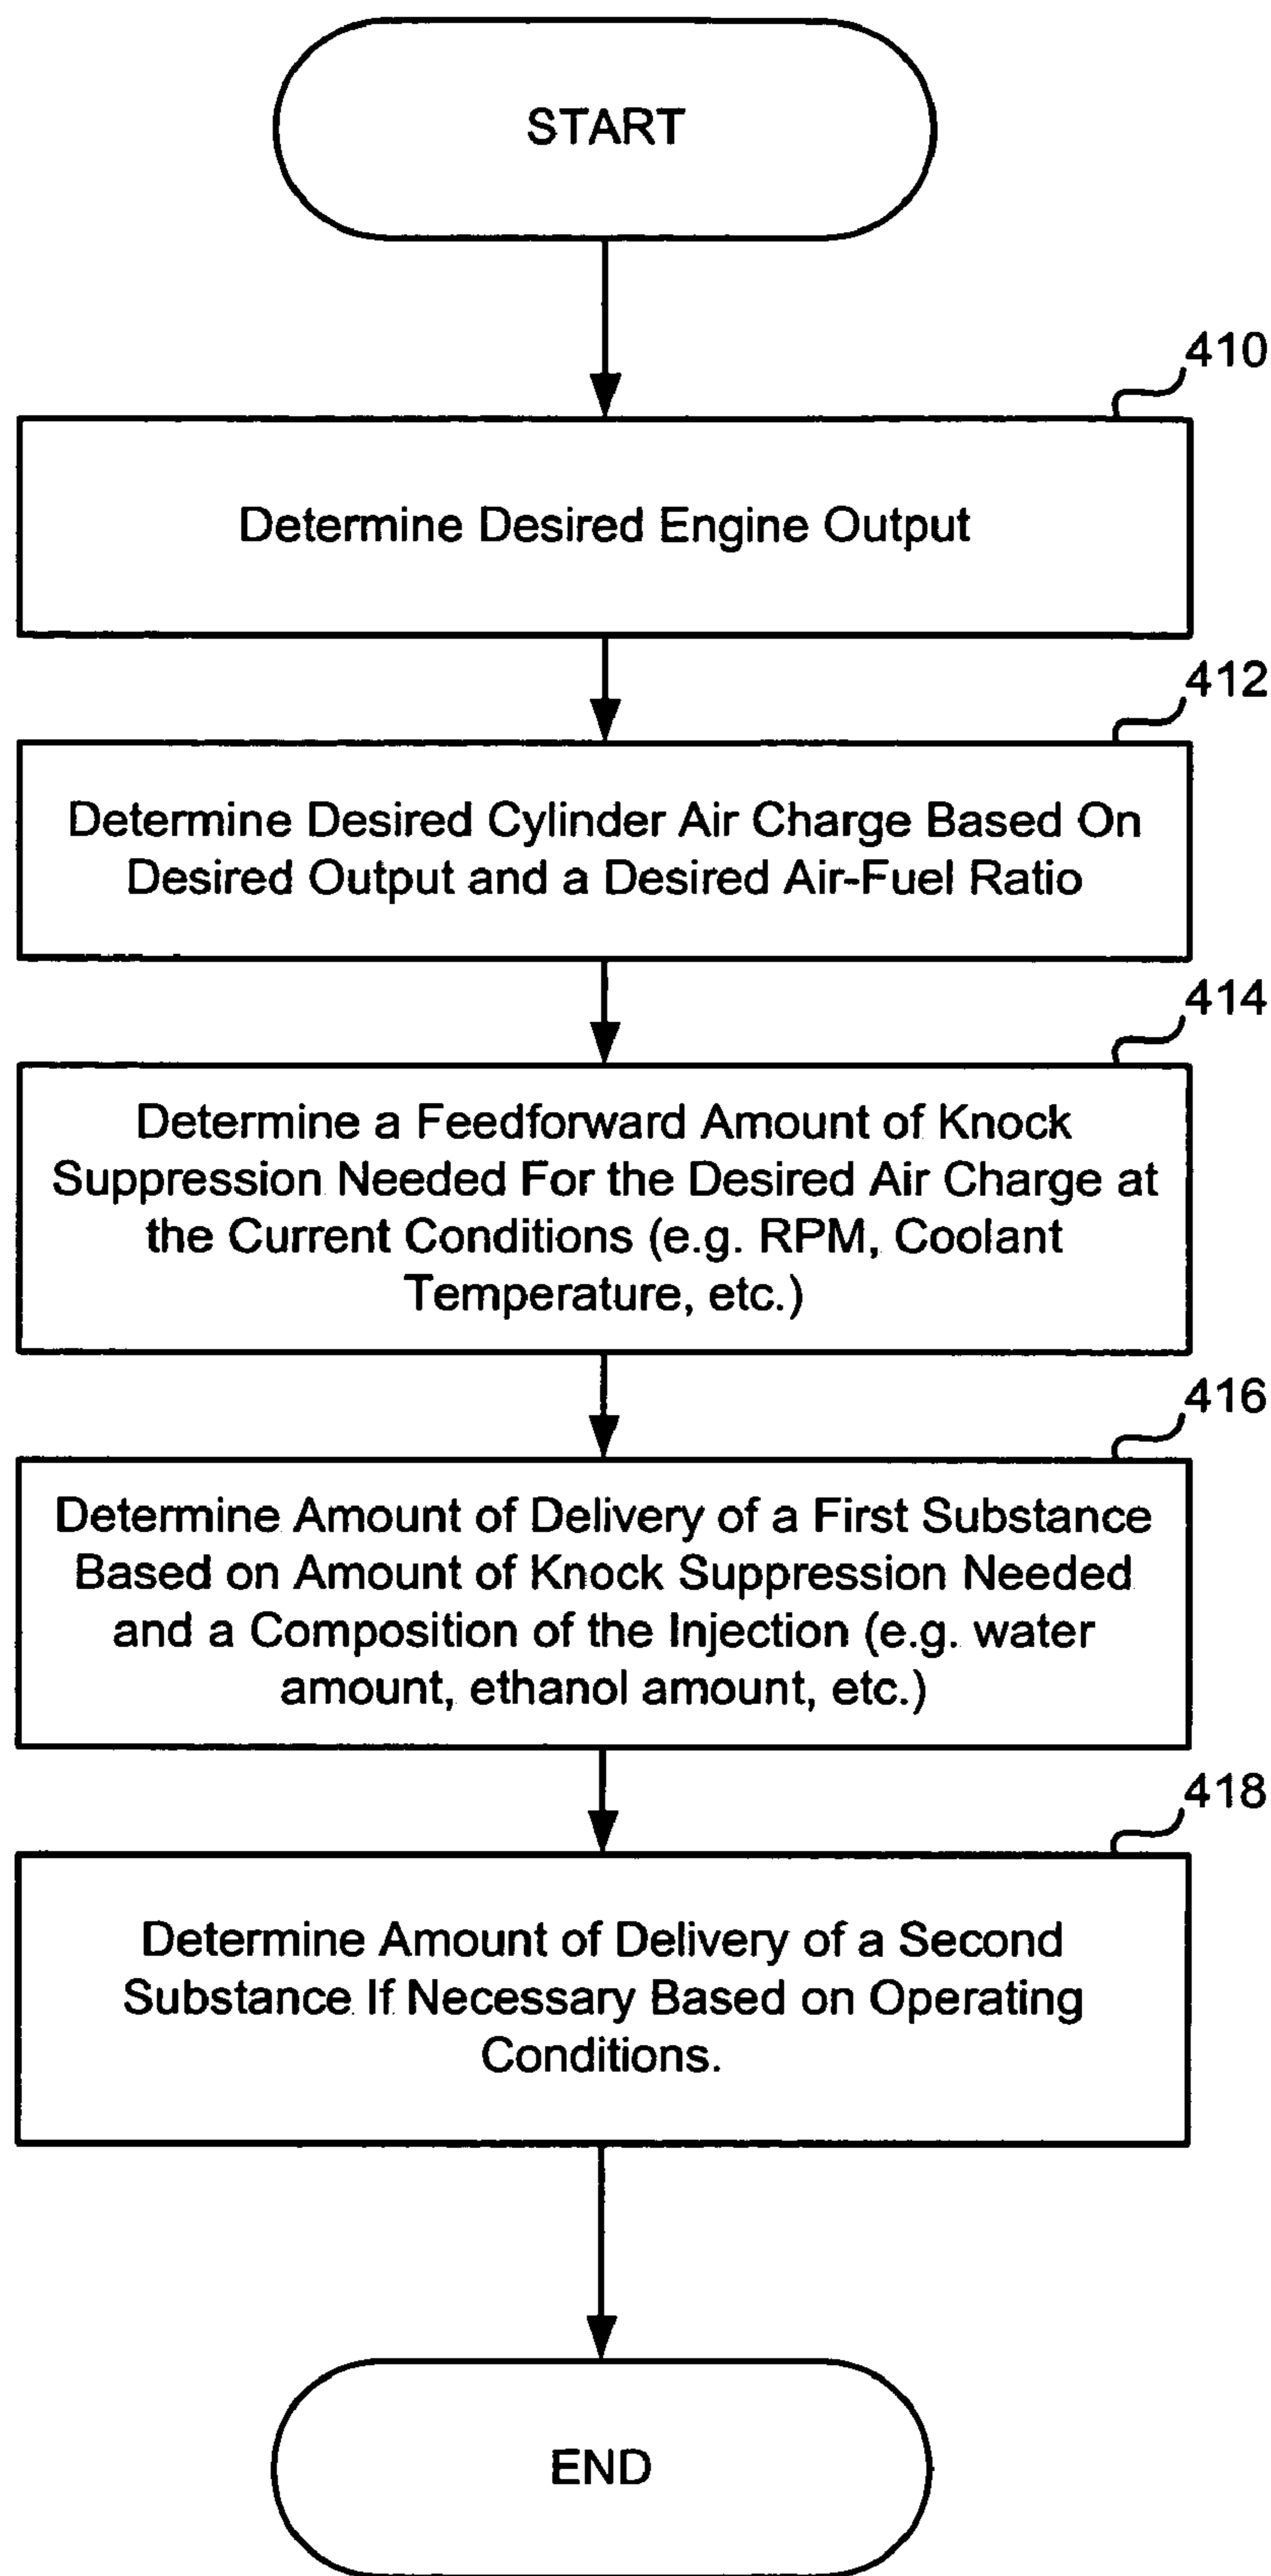 START
410
Determine Desired Engine Output
412
Determine Desired Cylinder Air Charge Based On
Desired Output and a Desired Air-Fuel Ratio
414
Determine a Feedforward Amount of Knock
Suppression Needed For the Desired Air Charge at
the Current Conditions (e.g. RPM, Coolant
Temperature, etc.)
416
Determine Amount of Delivery of a First Substance
Based on Amount of Knock Suppression Needed
and a Composition of the Injection (e.g. water
amount, ethanol amount, etc.)
418
Determine Amount of Delivery of a Second
Substance If Necessary Based on Operating
Conditions.
END